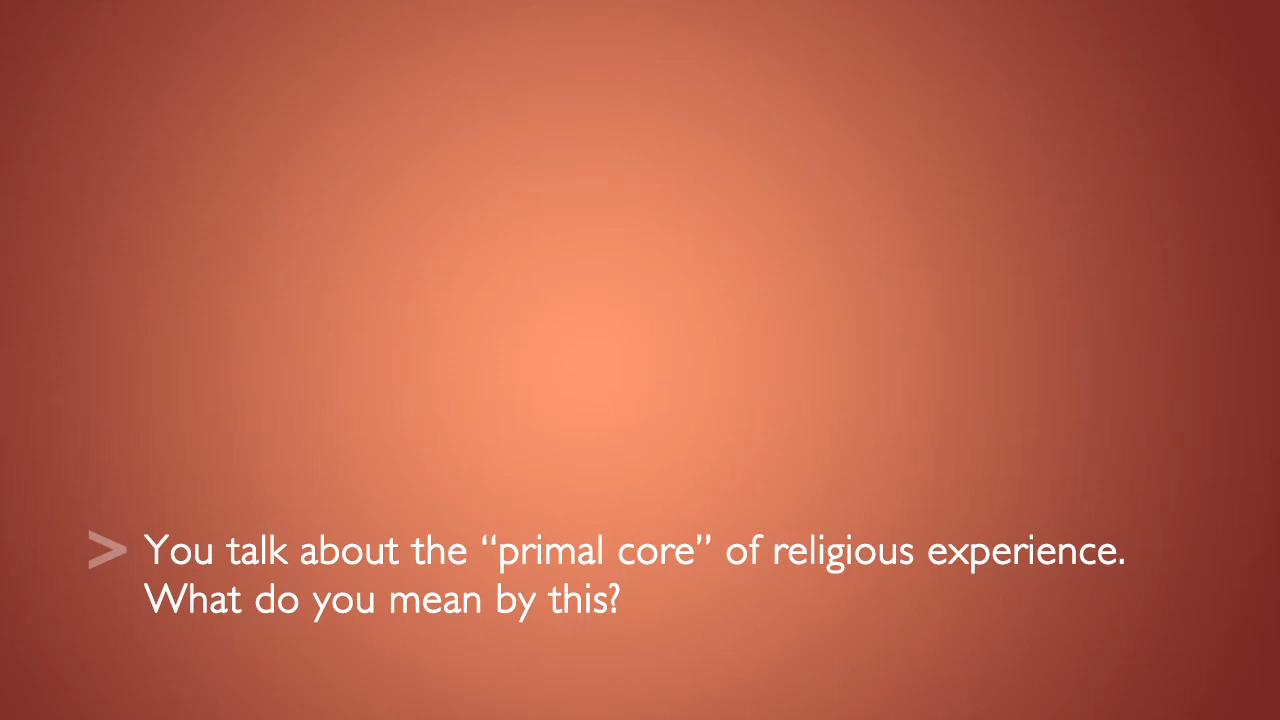 > You talk about the “primal core” of religious experience.
What do you mean by this?